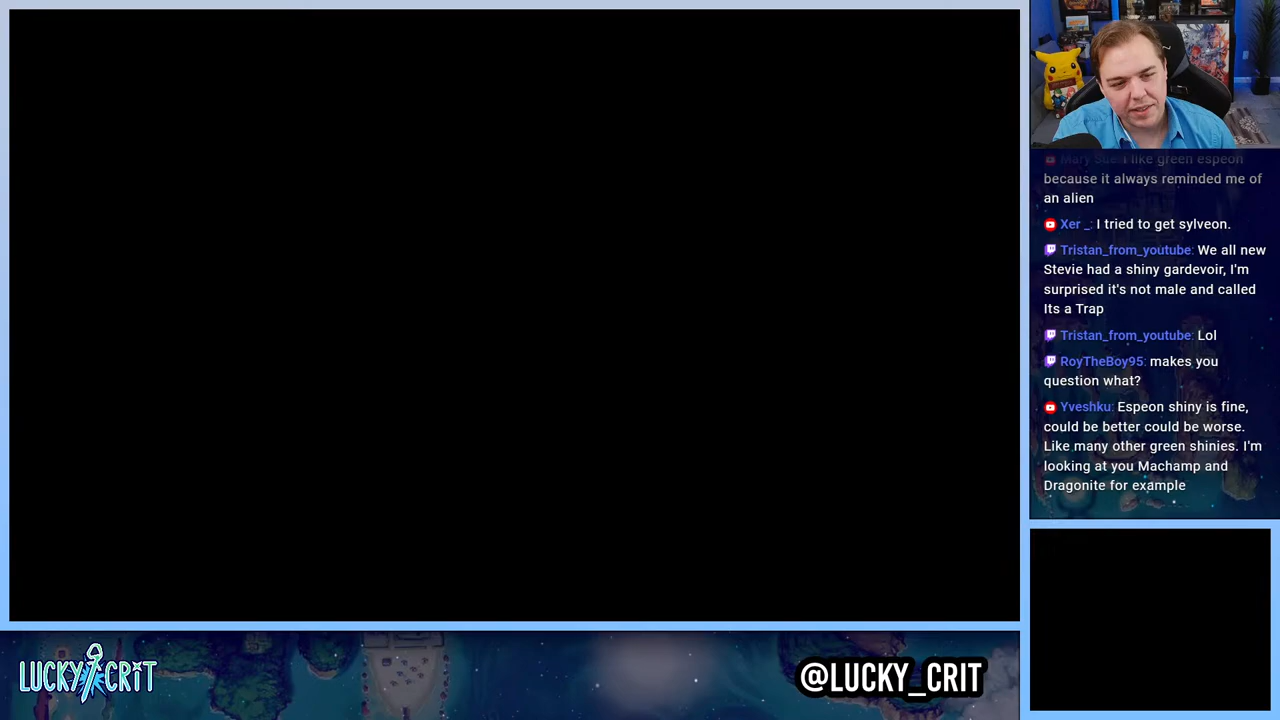 Mary Sue: I like green espeon
because it always reminded me of
an alien
Xer _: I tried to get sylveon.
Tristan_from_youtube: We all new
Stevie had a shiny gardevoir, I'm
surprised it's not male and called
Its a Trap
Tristan_from_youtube: Lol
RoyTheBoy95: makes you
question what?
Yveshku: Espeon shiny is fine,
could be better could be worse.
Like many other green shinies. I'm
looking at you Machamp and
Dragonite for example
LUCKY CRIT
@LUCKY_CRIT